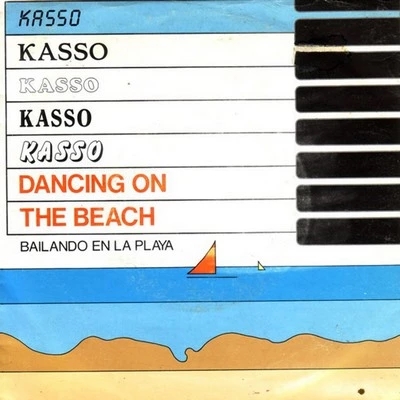 KASSO
KASSO
KASSO
KASSO
KASSO
DANCING ON
THE BEACH
BAILANDO EN LA PLAYA